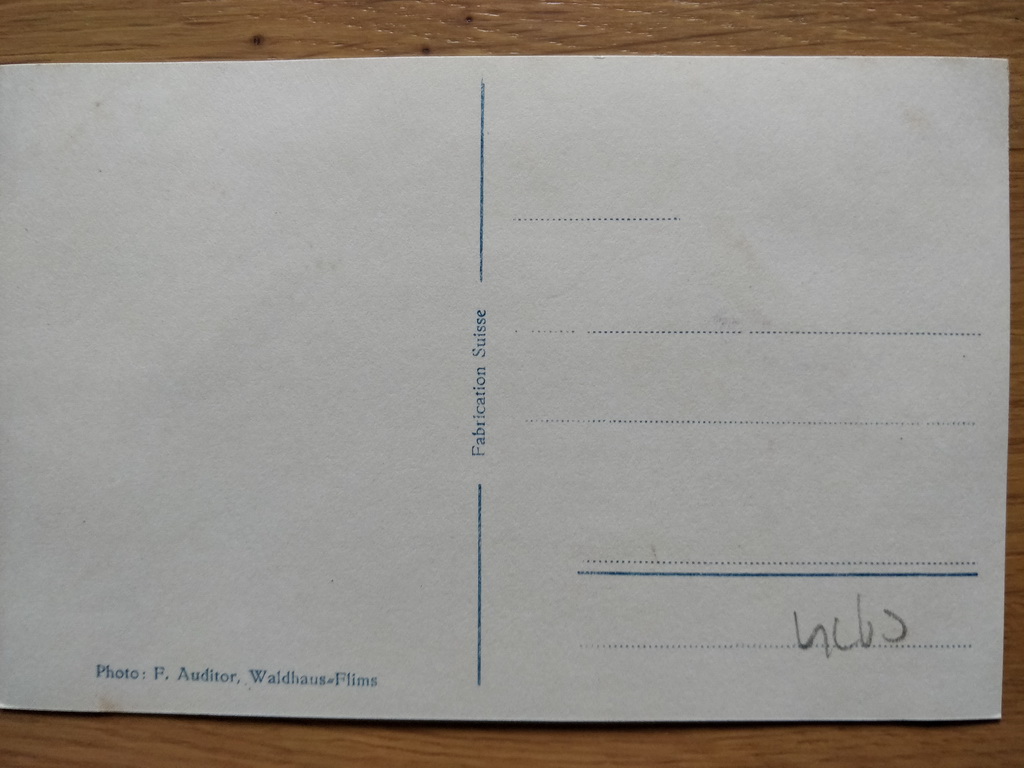 Fabrication Suisse
Photo: F. Auditor, Waldhaus-Flims